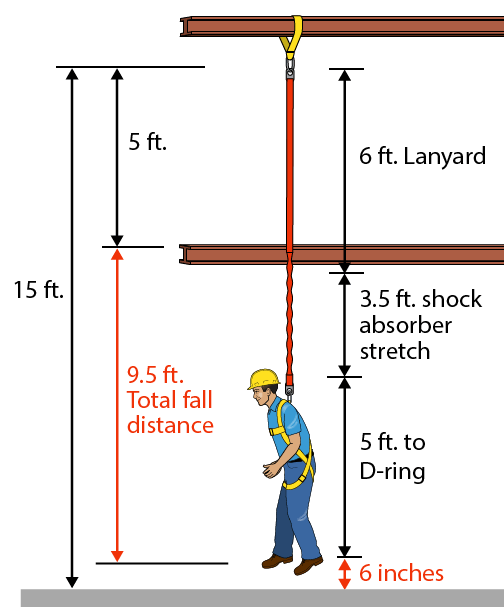 5 ft.
6 ft. Lanyard
15 ft.
3.5 ft. shock
absorber
stretch
9.5 ft.
Total fall
distance
5 ft. to
D-ring
6 inches